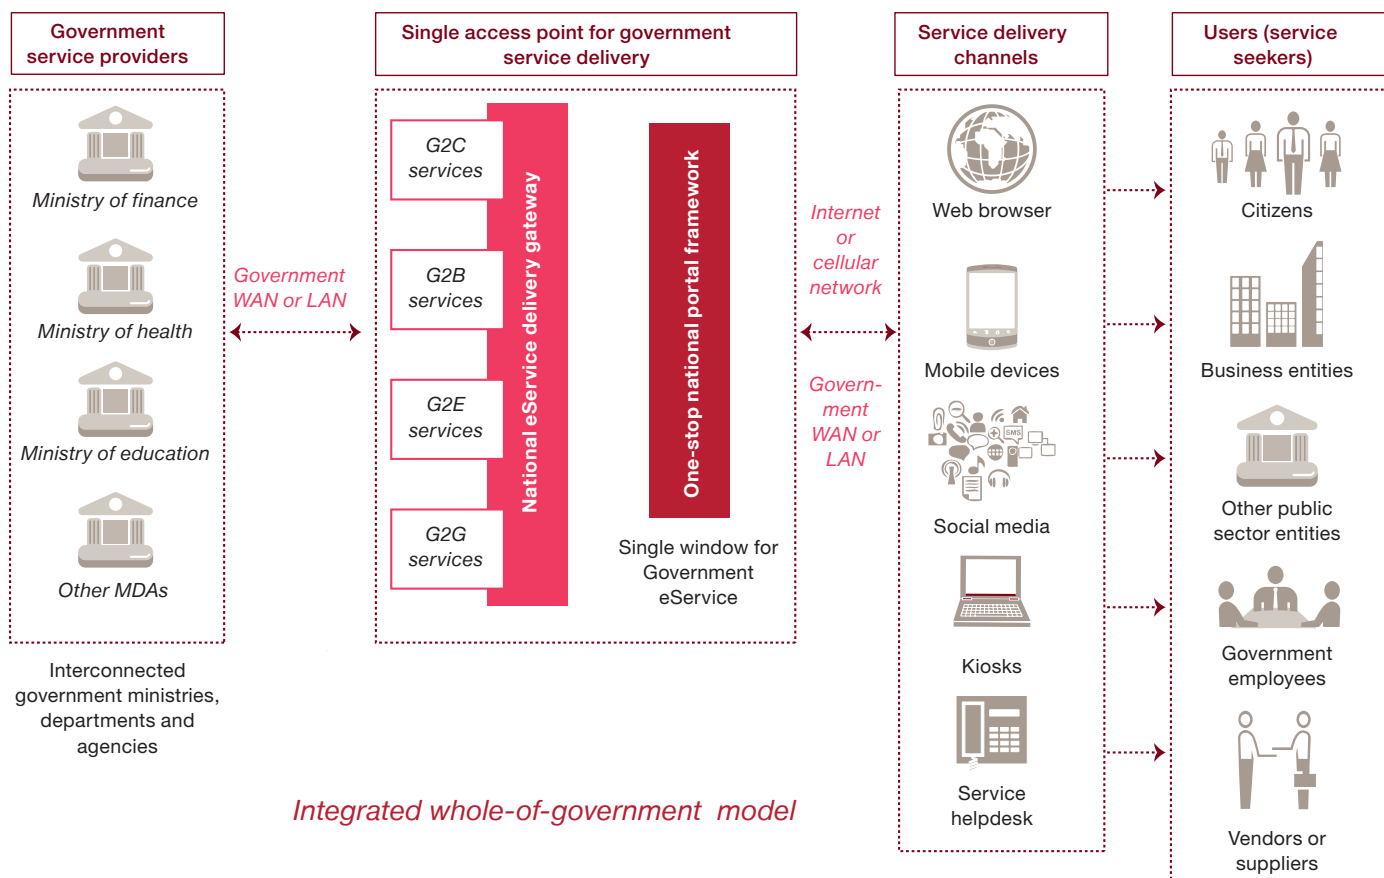 Government
service providers
Single access point for government
service delivery
Service delivery
channels
Users (service
seekers)
Ministry of finance
Ministry of health
Ministry of education
Other MDAs
Interconnected
government ministries,
departments and
agencies
Government
WAN or LAN
G2C
services
G2B
services
G2E
services
G2G
services
National eService delivery gateway
One-stop national portal framework
Single window for
Government
eService
Internet
or
cellular
network
Govern-
ment
WAN or
LAN
Web browser
Mobile devices
SMS
Social media
Kiosks
Service
helpdesk
Citizens
Business entities
Other public
sector entities
Government
employees
Vendors or
suppliers
Integrated whole-of-government model